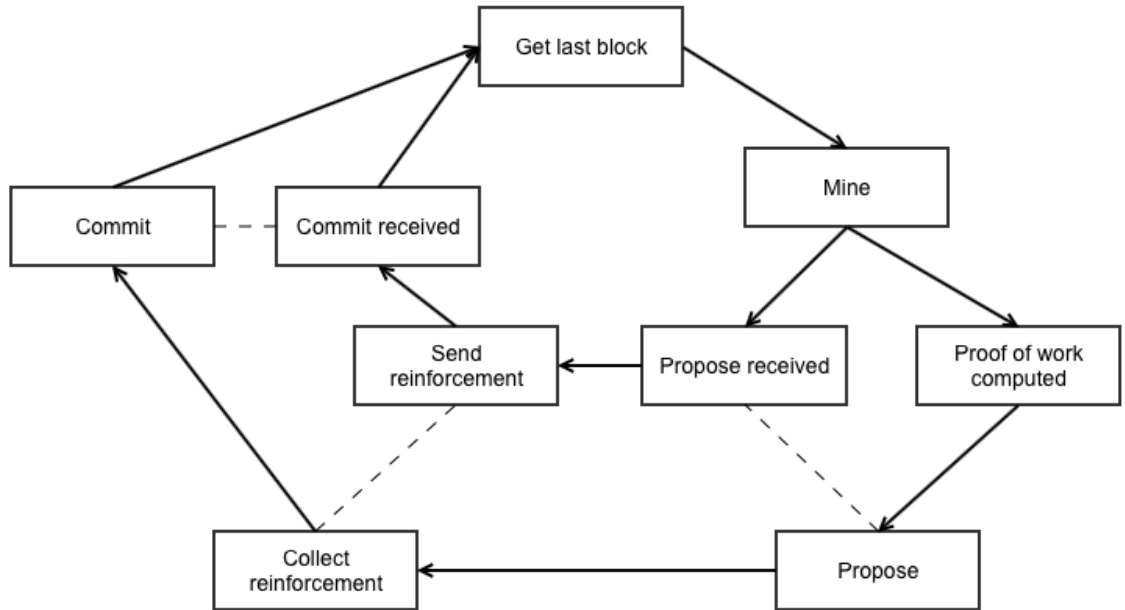 Get last block
Mine
Commit
Commit received
Send
reinforcement
Propose received
Proof of work
computed
Collect
reinforcement
Propose